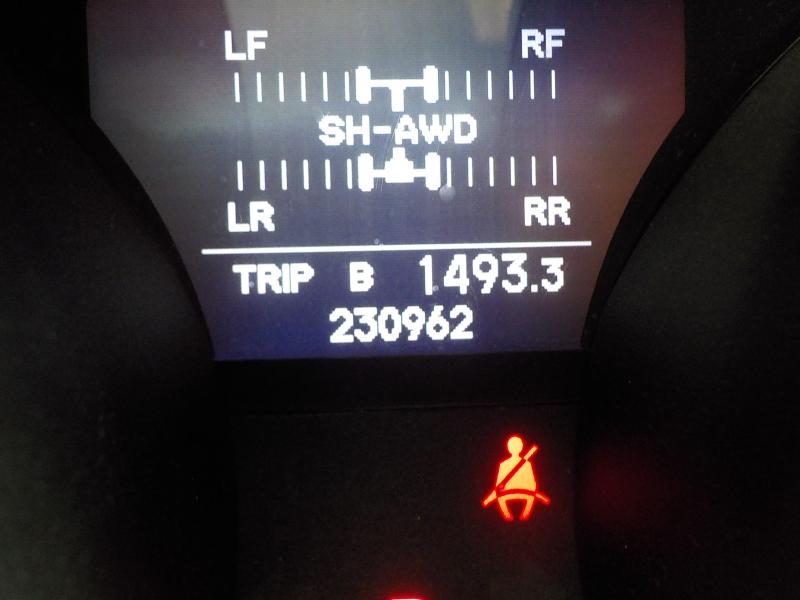 LF RF
SH-AWD
LR RR
TRIP B 1493.3
230962